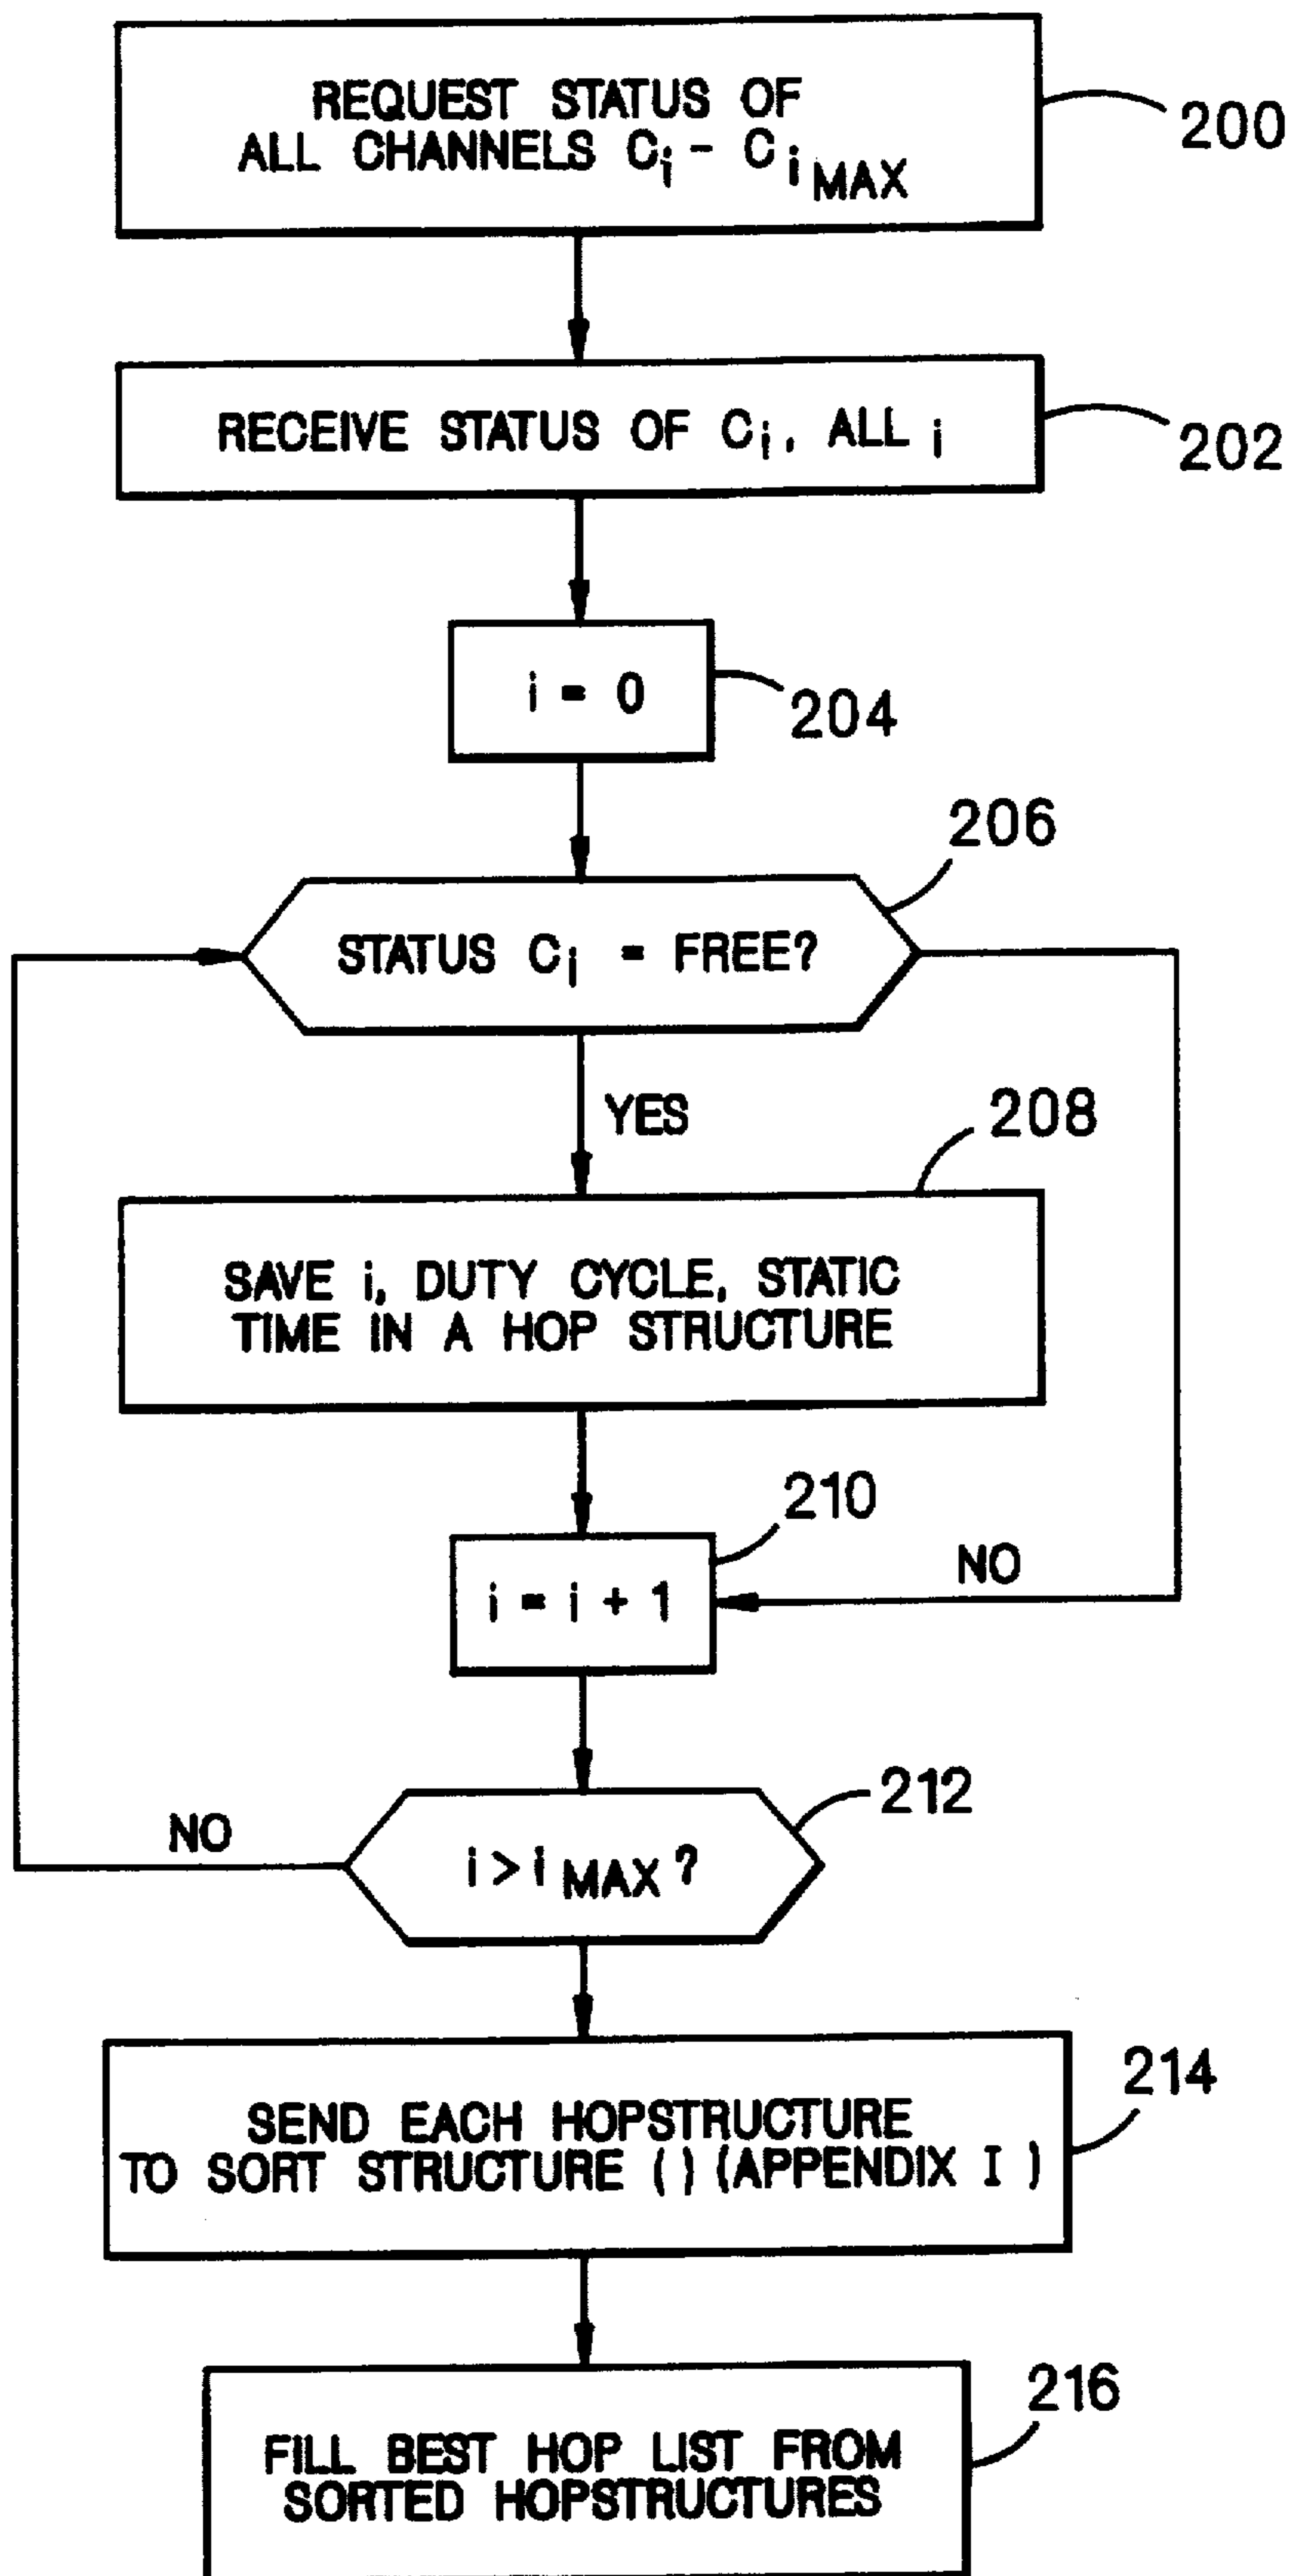 REQUEST STATUS OF
ALL CHANNELS Ci - Ci MAX
200
RECEIVE STATUS OF Ci, ALL i
202
i = 0
204
206
STATUS Ci = FREE?
YES
208
SAVE i, DUTY CYCLE, STATIC
TIME IN A HOP STRUCTURE
210
i = i + 1
NO
212
NO
i > i MAX ?
214
SEND EACH HOPSTRUCTURE
TO SORT STRUCTURE ( ) (APPENDIX I )
216
FILL BEST HOP LIST FROM
SORTED HOPSTRUCTURES